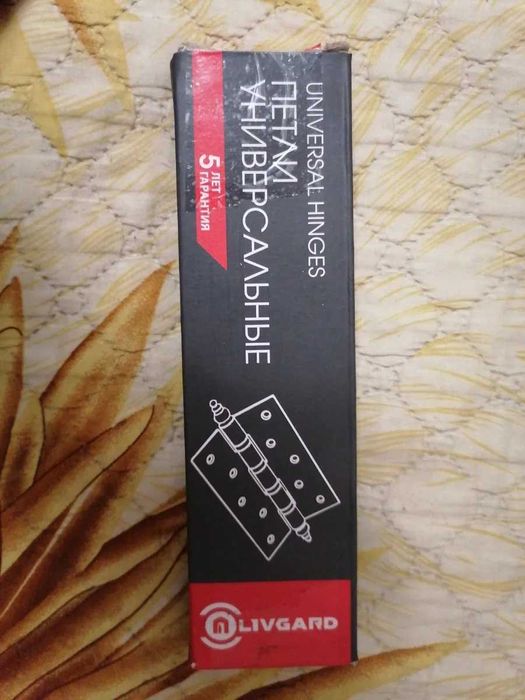 UNIVERSAL HINGES
ПЕТЛИ
УНИВЕРСАЛЬНЫЕ
5 ЛЕТ
ГАРАНТИЯ
LIVGARD